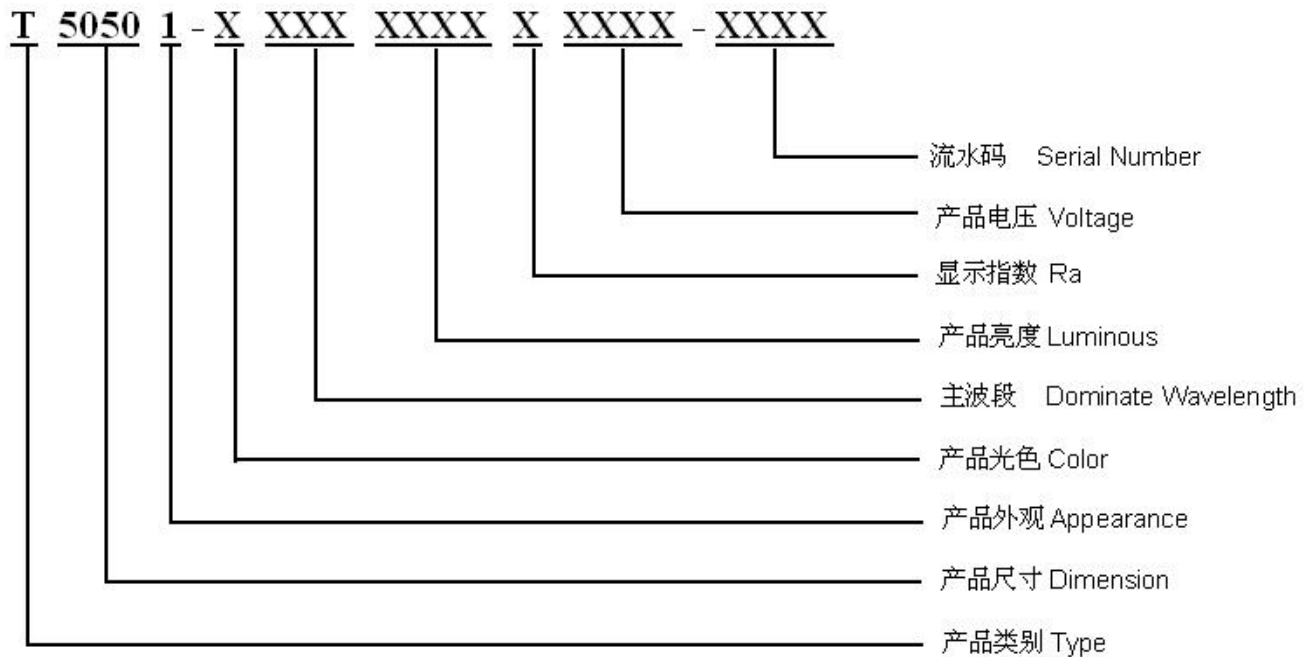 T 5050 1 - X XXX XXXX X XXXX - XXXX
流水码 Serial Number
产品电压 Voltage
显示指数 Ra
产品亮度 Luminous
主波段 Dominate Wavelength
产品光色 Color
产品外观 Appearance
产品尺寸 Dimension
产品类别 Type